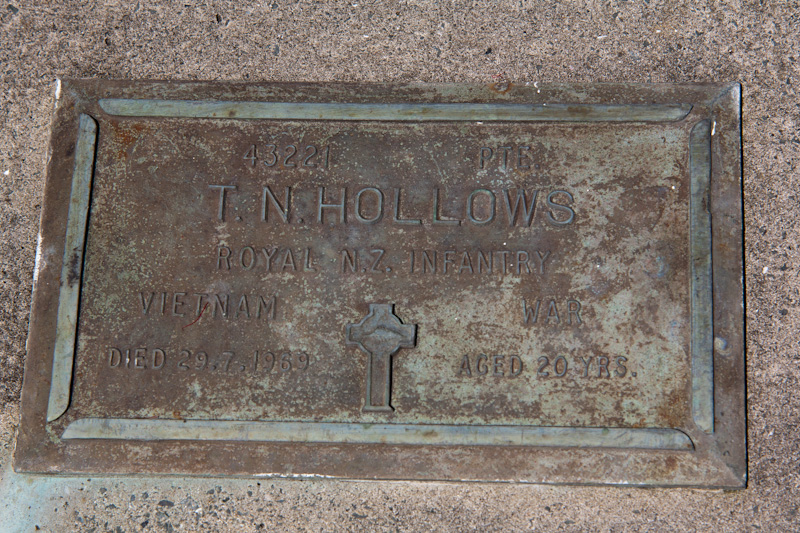 43221 PTE.
T. N. HOLLOWS
ROYAL N.Z. INFANTRY
VIETNAM WAR
DIED 29.7.1969 AGED 20 YRS.